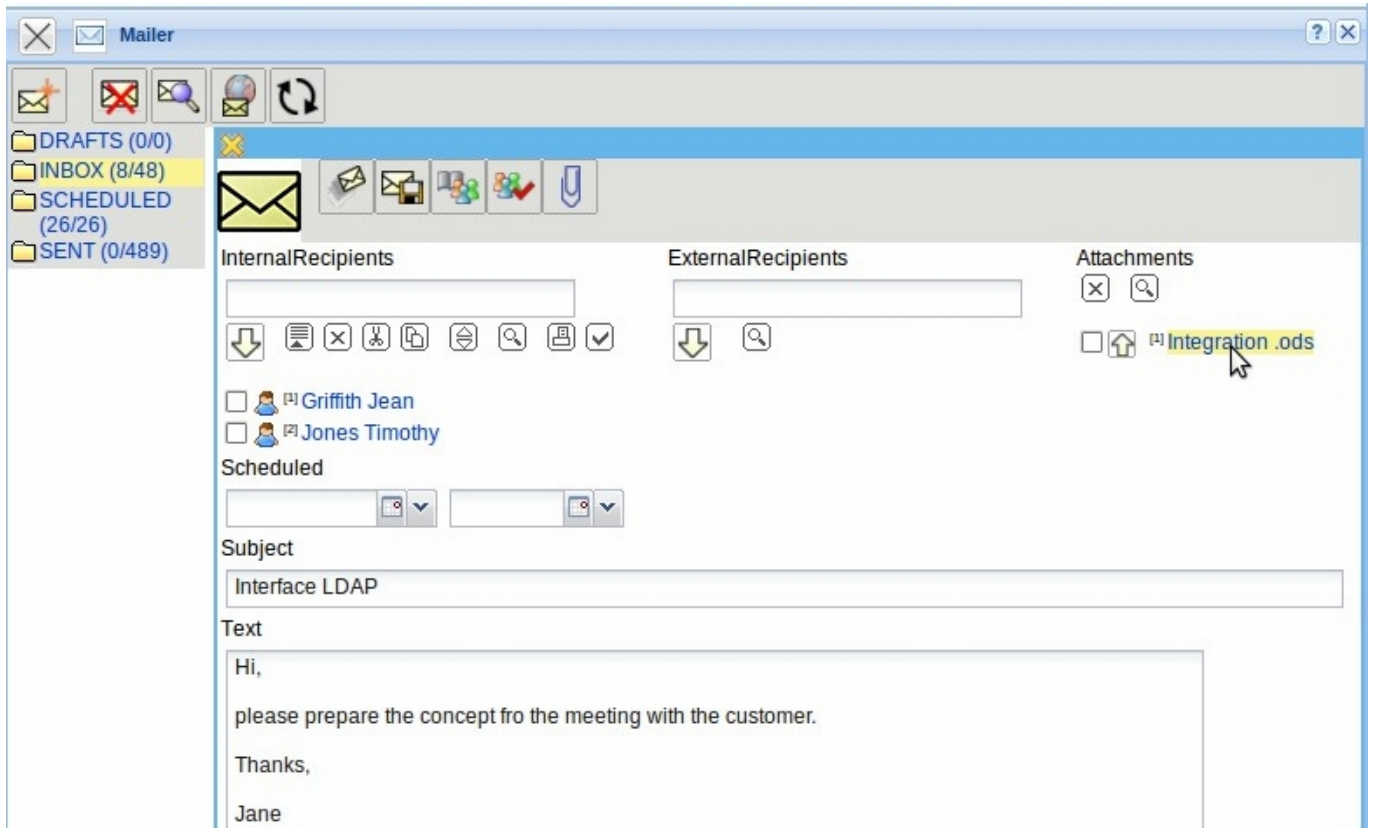 Mailer
DRAFTS (0/0)
INBOX (8/48)
SCHEDULED
(26/26)
SENT (0/489)
InternalRecipients
ExternalRecipients
Attachments
[1] Integration .ods
[1] Griffith Jean
[2] Jones Timothy
Scheduled
Subject
Interface LDAP
Text
Hi,
please prepare the concept fro the meeting with the customer.
Thanks,
Jane